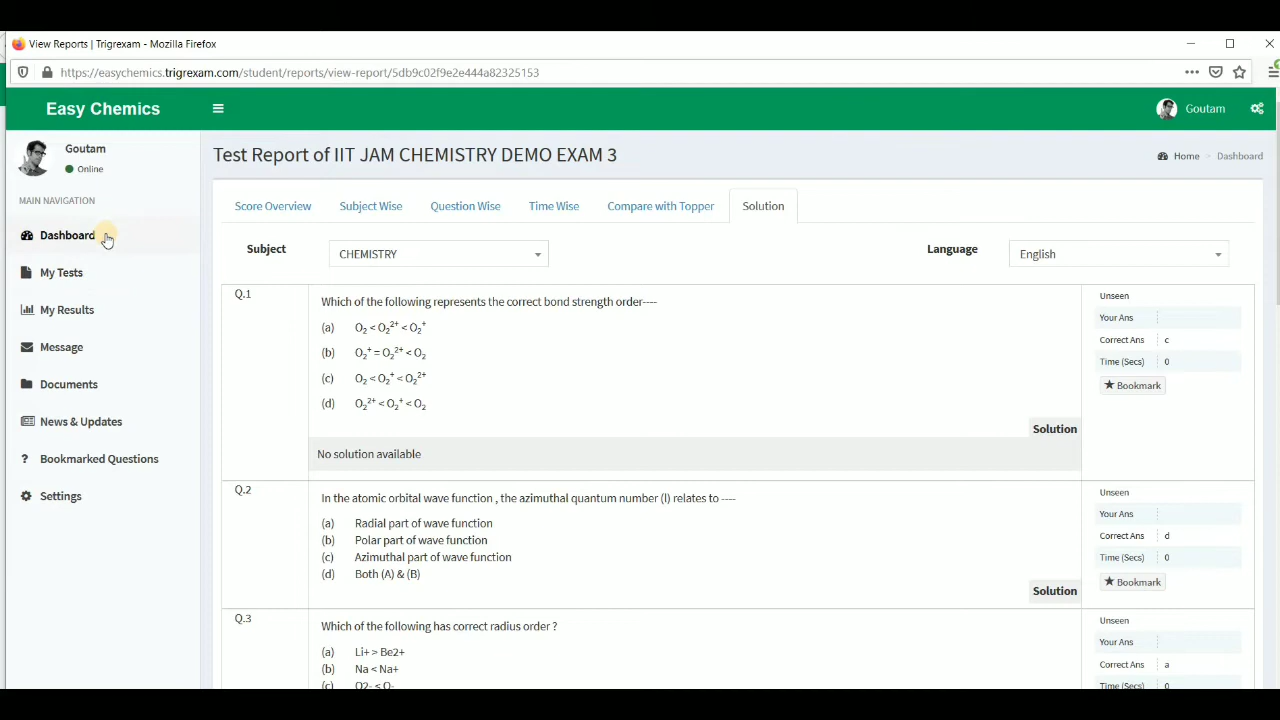 View Reports | Trigrexam - Mozilla Firefox
https://easychemics.trigrexam.com/student/reports/view-report/5db9c02f9e2e444a82325153
Easy Chemics
Goutam
Goutam
Online
MAIN NAVIGATION
Dashboard
My Tests
My Results
Message
Documents
News & Updates
Bookmarked Questions
Settings
Test Report of IIT JAM CHEMISTRY DEMO EXAM 3
Home > Dashboard
Score Overview Subject Wise Question Wise Time Wise Compare with Topper Solution
Subject CHEMISTRY Language English
Q.1 Which of the following represents the correct bond strength order----
(a) O₂ < O₂²⁺ < O₂⁺
(b) O₂⁺ = O₂²⁺ < O₂
(c) O₂ < O₂⁺ < O₂²⁺
(d) O₂²⁺ < O₂⁺ < O₂
Solution
No solution available
Unseen
Your Ans
Correct Ans c
Time (Secs) 0
Bookmark
Q.2 In the atomic orbital wave function , the azimuthal quantum number (l) relates to ----
(a) Radial part of wave function
(b) Polar part of wave function
(c) Azimuthal part of wave function
(d) Both (A) & (B)
Solution
Unseen
Your Ans
Correct Ans d
Time (Secs) 0
Bookmark
Q.3 Which of the following has correct radius order ?
(a) Li+ > Be2+
(b) Na < Na+
(c) O2- < O-
Unseen
Your Ans
Correct Ans a
Time (Secs) 0